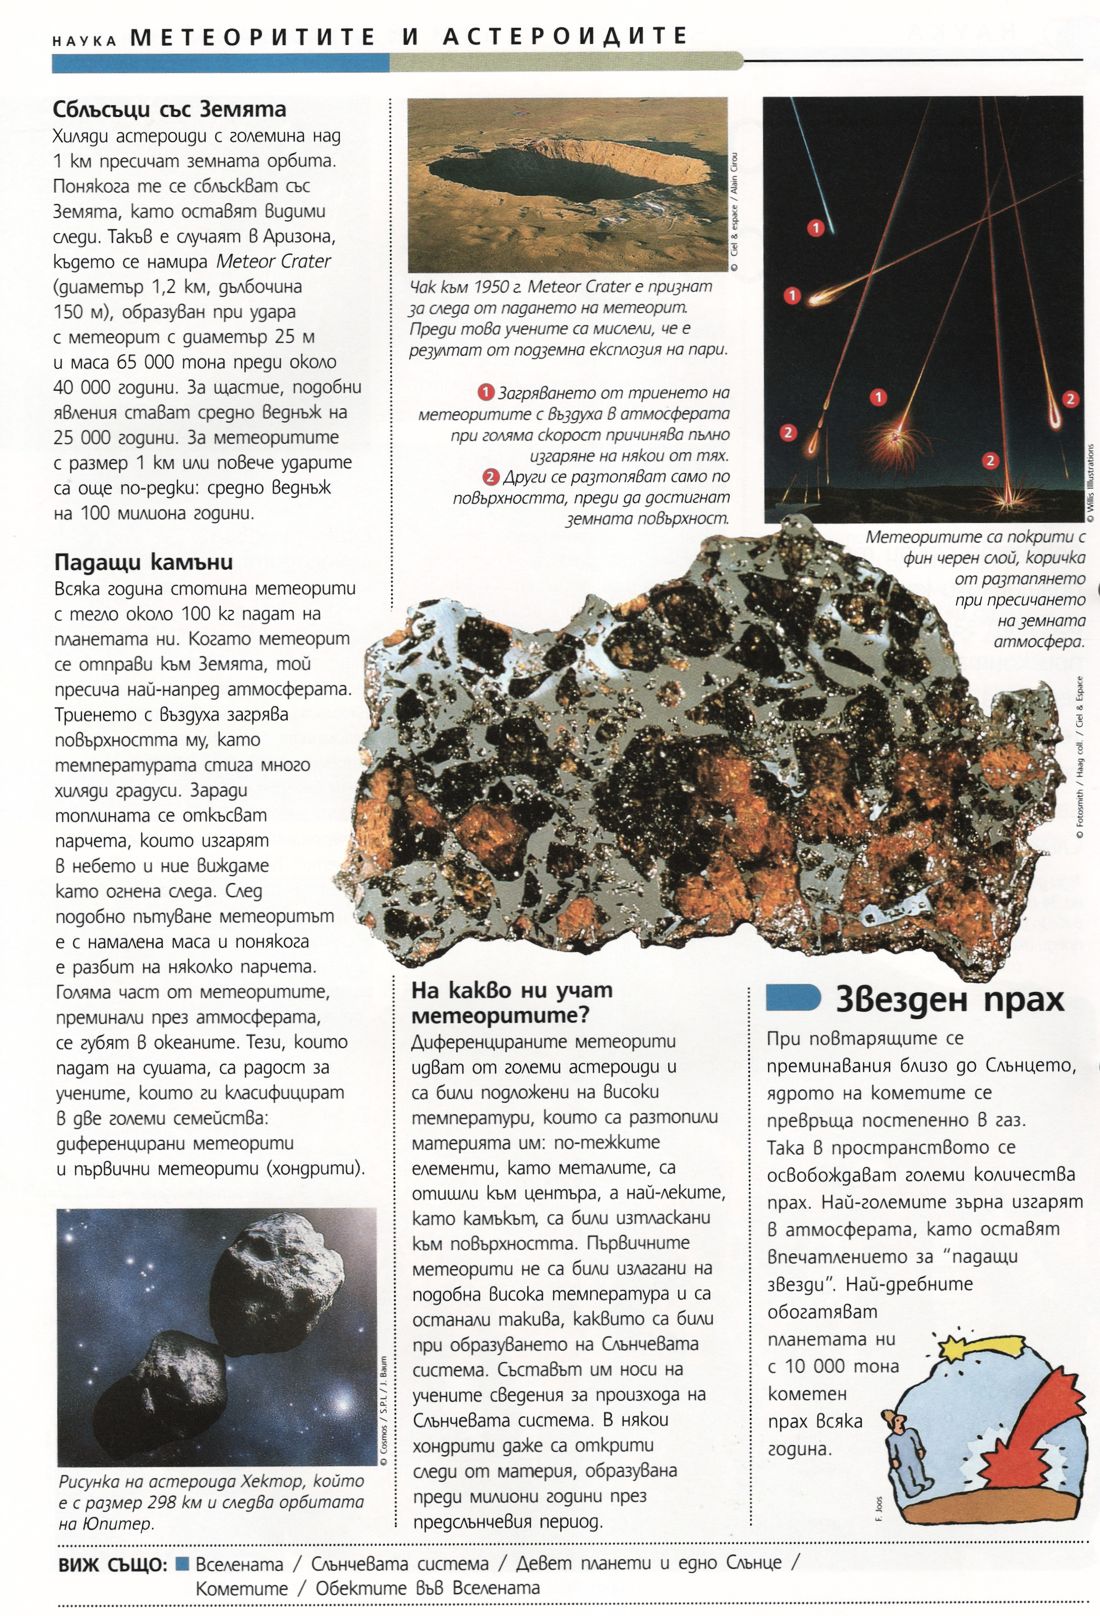 НАУКА МЕТЕОРИТИТЕ И АСТЕРОИДИТЕ
Сблъсъци със Земята
Хиляди астероиди с големина над
1 км пресичат земната орбита.
Понякога те се сблъскват със
Земята, като оставят видими
следи. Такъв е случаят в Аризона,
където се намира Meteor Crater
(диаметър 1,2 км, дълбочина
150 м), образуван при удара
с метеорит с диаметър 25 м
и маса 65 000 тона преди около
40 000 години. За щастие, подобни
явления стават средно веднъж на
25 000 години. За метеоритите
с размер 1 км или повече ударите
са още по-редки: средно веднъж
на 100 милиона години.
Падащи камъни
Всяка година стотина метеорити
с тегло около 100 кг падат на
планетата ни. Когато метеорит
се отправи към Земята, той
пресича най-напред атмосферата.
Триенето с въздуха загрява
повърхността му, като
температурата стига много
хиляди градуси. Заради
топлината се откъсват
парчета, които изгарят
в небето и ние виждаме
като огнена следа. След
подобно пътуване метеоритът
е с намалена маса и понякога
е разбит на няколко парчета.
Голяма част от метеоритите,
преминали през атмосферата,
се губят в океаните. Тези, които
падат на сушата, са радост за
учените, които ги класифицират
в две големи семейства:
диференцирани метеорити
и първични метеорити (хондрити).
© Cosmos / S.P.L / J. Baum
Рисунка на астероида Хектор, който
е с размер 298 км и следва орбитата
на Юпитер.
© Ciel & espace / Alain Cirou
Чак към 1950 г. Meteor Crater е признат
за следа от падането на метеорит.
Преди това учените са мислели, че е
резултат от подземна експлозия на пари.
1 Загряването от триенето на
метеоритите с въздуха в атмосферата
при голяма скорост причинява пълно
изгаряне на някои от тях.
2 Други се разтопяват само по
повърхността, преди да достигнат
земната повърхност.
1
1
1
2
2
2
© Willis Illustrations
Метеоритите са покрити с
фин черен слой, коричка
от разтапянето
при пресичането
на земната
атмосфера.
© Fotosmith / Haag coll. / Ciel & Espace
На какво ни учат
метеоритите?
Диференцираните метеорити
идват от големи астероиди и
са били подложени на високи
температури, които са разтопили
материята им: по-тежките
елементи, като металите, са
отишли към центъра, а най-леките,
като камъкът, са били изтласкани
към повърхността. Първичните
метеорити не са били излагани на
подобна висока температура и са
останали такива, каквито са били
при образуването на Слънчевата
система. Съставът им носи на
учените сведения за произхода на
Слънчевата система. В някои
хондрити даже са открити
следи от материя, образувана
преди милиони години през
предслънчевия период.
Звезден прах
При повтарящите се
преминавания близо до Слънцето,
ядрото на кометите се
превръща постепенно в газ.
Така в пространството се
освобождават големи количества
прах. Най-големите зърна изгарят
в атмосферата, като оставят
впечатлението за "падащи
звезди". Най-дребните
обогатяват
планетата ни
с 10 000 тона
кометен
прах всяка
година.
F. Joos
ВИЖ СЪЩО: Вселената / Слънчевата система / Девет планети и едно Слънце /
Кометите / Обектите във Вселената